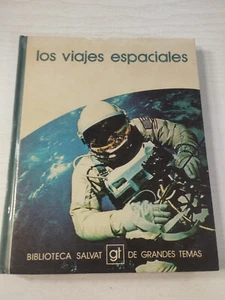 los viajes espaciales
BIBLIOTECA SALVAT gt DE GRANDES TEMAS